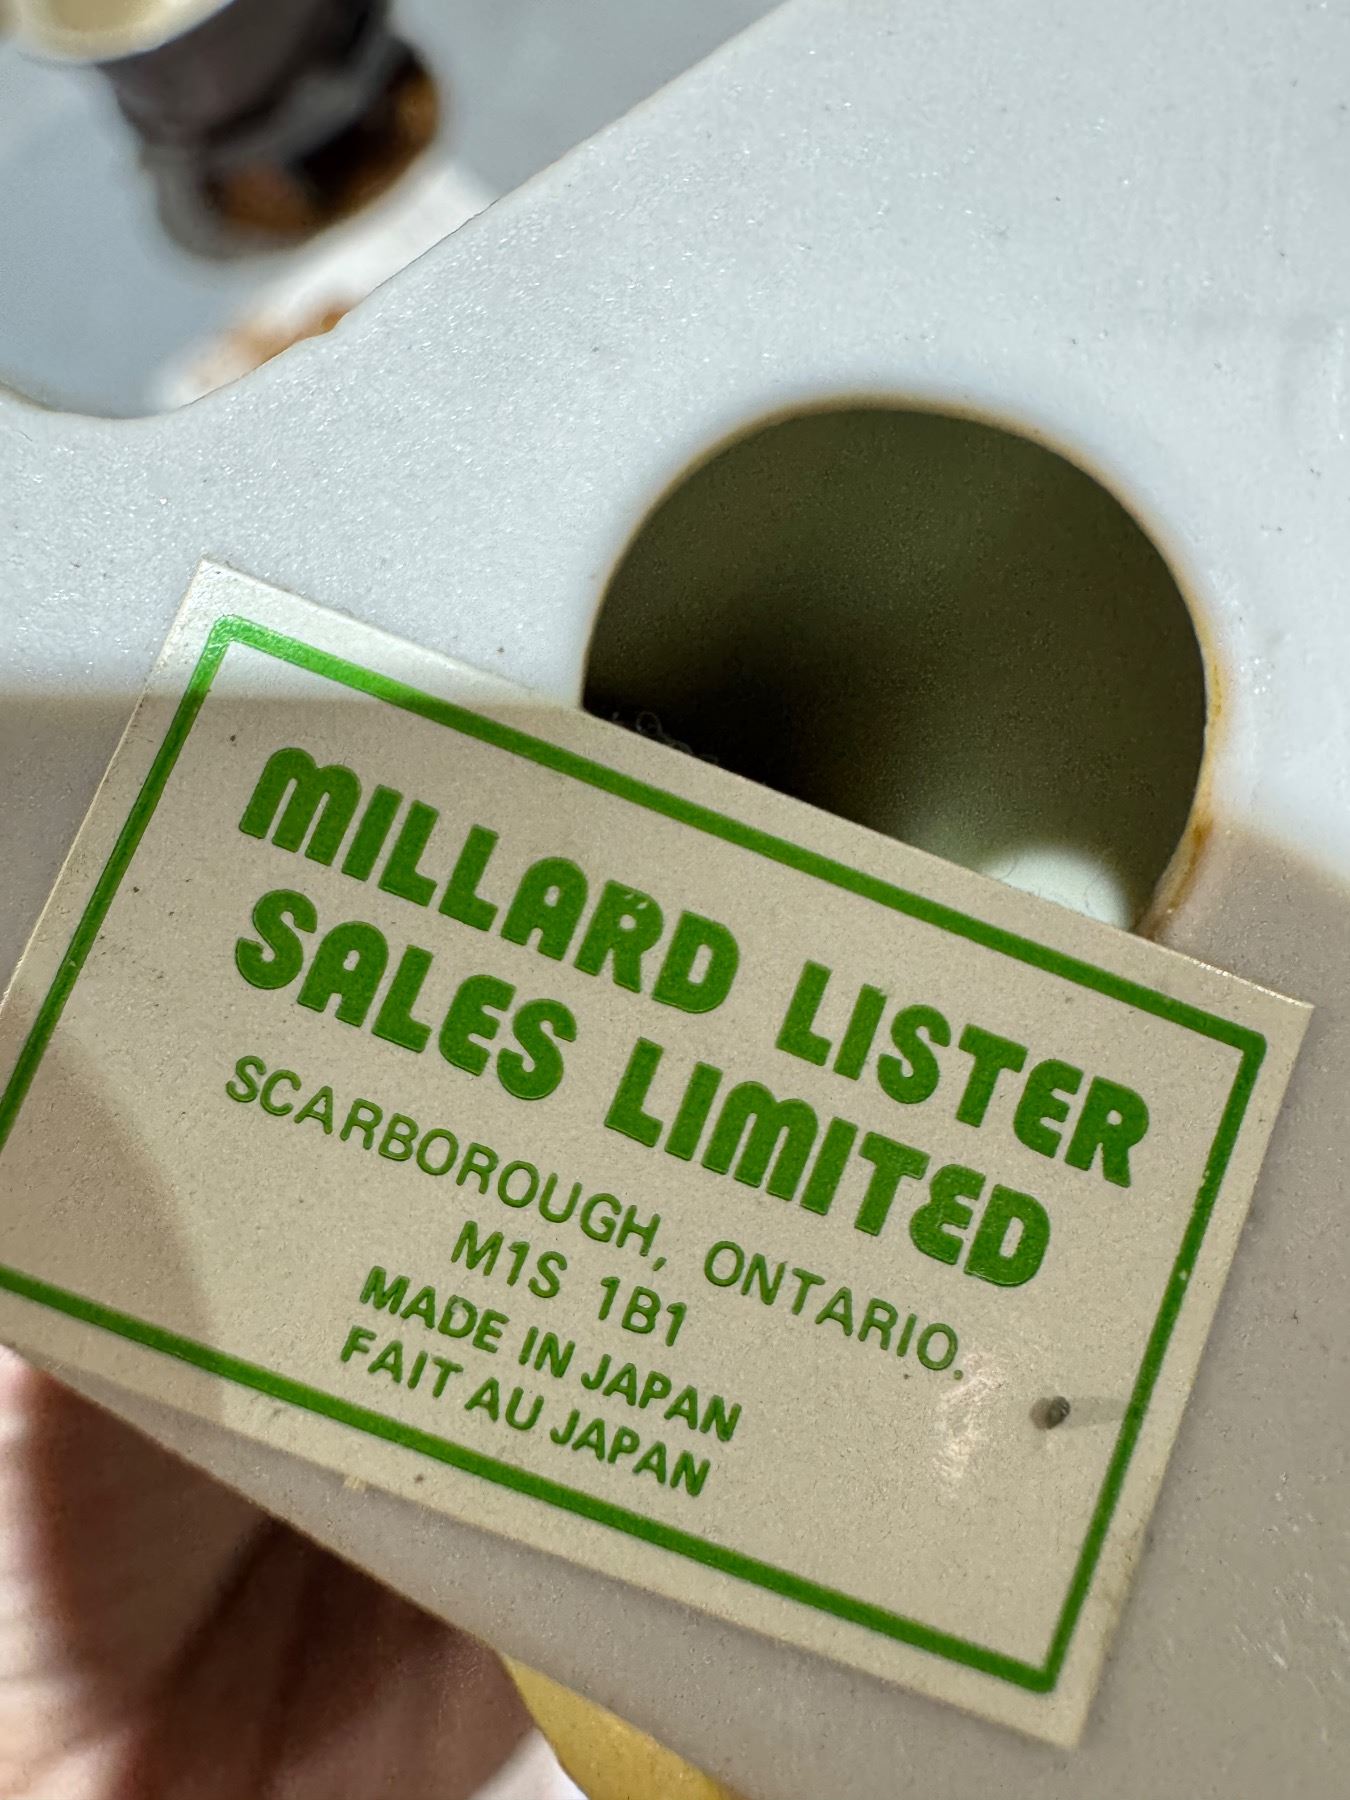 MILLARD LISTER
SALES LIMITED
SCARBOROUGH, ONTARIO.
M1S 1B1
MADE IN JAPAN
FAIT AU JAPAN